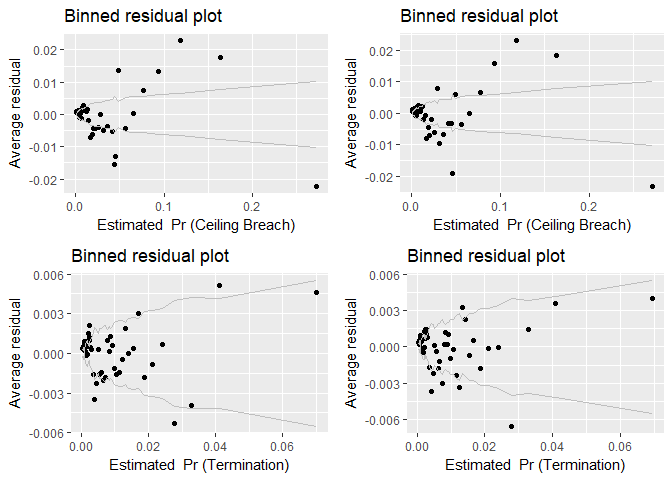 Binned residual plot
Average residual
0.02
0.01
0.00
-0.01
-0.02
0.0 0.1 0.2
Estimated Pr (Ceiling Breach)
Binned residual plot
Average residual
0.02
0.01
0.00
-0.01
-0.02
0.0 0.1 0.2
Estimated Pr (Ceiling Breach)
Binned residual plot
Average residual
0.006
0.003
0.000
-0.003
-0.006
0.00 0.02 0.04 0.06
Estimated Pr (Termination)
Binned residual plot
Average residual
0.006
0.003
0.000
-0.003
-0.006
0.00 0.02 0.04 0.06
Estimated Pr (Termination)